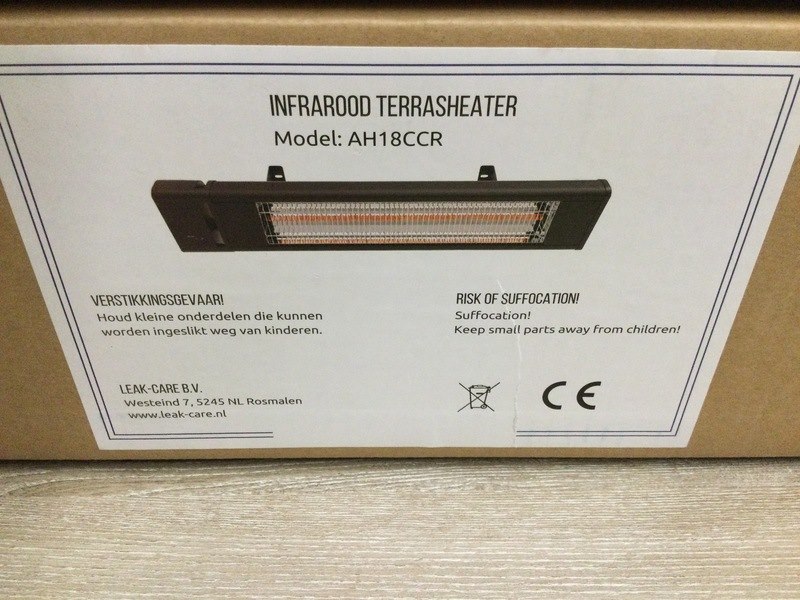 INFRAROOD TERRASHEATER
Model: AH18CCR
VERSTIKKINGSGEVAAR!
Houd kleine onderdelen die kunnen
worden ingeslikt weg van kinderen.
RISK OF SUFFOCATION!
Suffocation!
Keep small parts away from children!
LEAK-CARE B.V.
Westeind 7, 5245 NL Rosmalen
www.leak-care.nl
CE